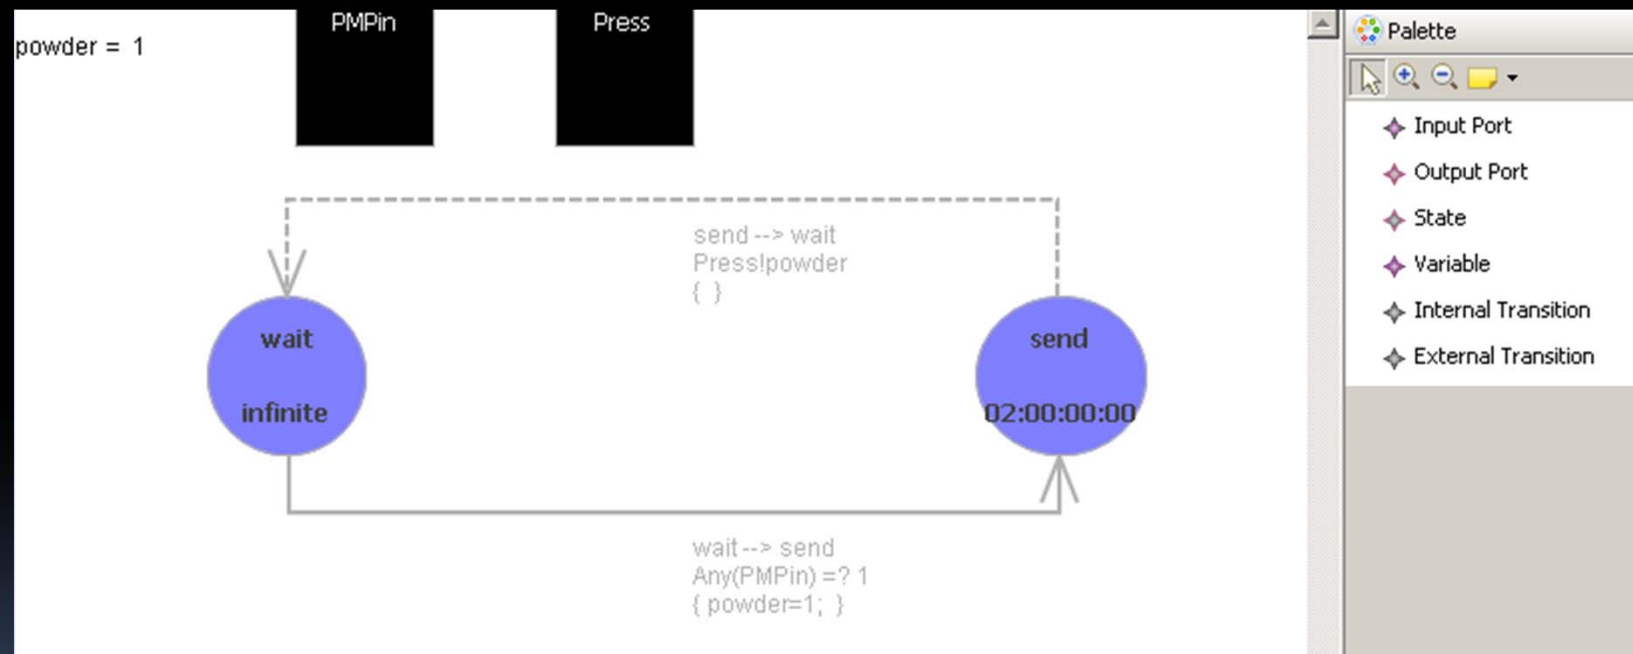 PMPin
Press
powder = 1
send --> wait
Press!powder
{ }
wait
infinite
send
02:00:00:00
wait --> send
Any(PMPin) =? 1
{ powder=1; }
Palette
Input Port
Output Port
State
Variable
Internal Transition
External Transition